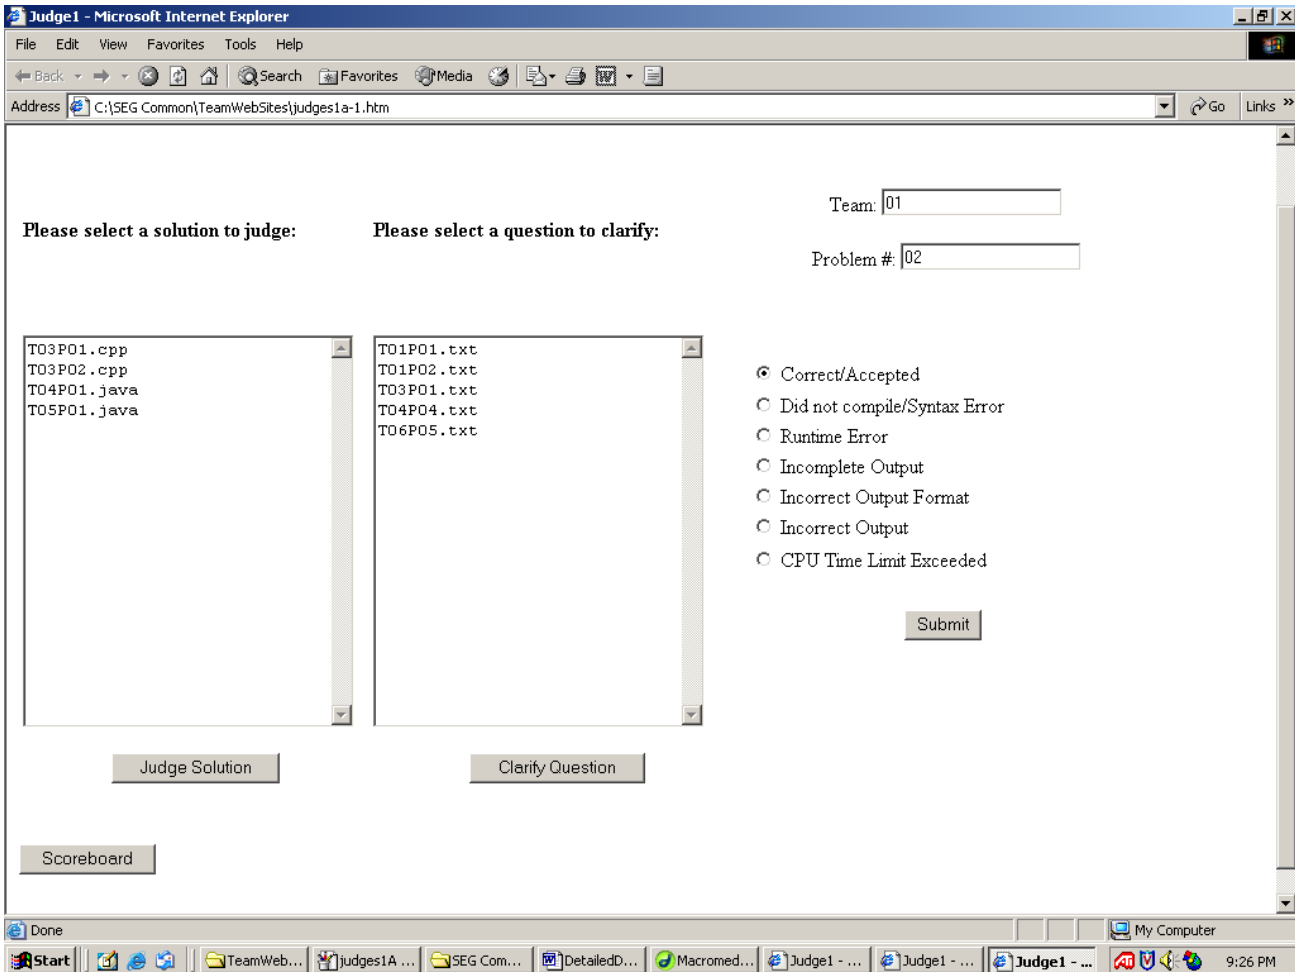 Judge1 - Microsoft Internet Explorer
File Edit View Favorites Tools Help
Back Search Favorites Media
Address C:\SEG Common\TeamWebSites\judges1a-1.htm Go Links »
Team: 01
Please select a solution to judge: Please select a question to clarify:
Problem #: 02
T03P01.cpp
T03P02.cpp
T04P01.java
T05P01.java
T01P01.txt
T01P02.txt
T03P01.txt
T04P04.txt
T06P05.txt
Correct/Accepted
Did not compile/Syntax Error
Runtime Error
Incomplete Output
Incorrect Output Format
Incorrect Output
CPU Time Limit Exceeded
Submit
Judge Solution Clarify Question
Scoreboard
Done My Computer
Start TeamWeb... judges1A ... SEG Com... DetailedD... Macromed... Judge1 - ... Judge1 - ... Judge1 - ... 9:26 PM